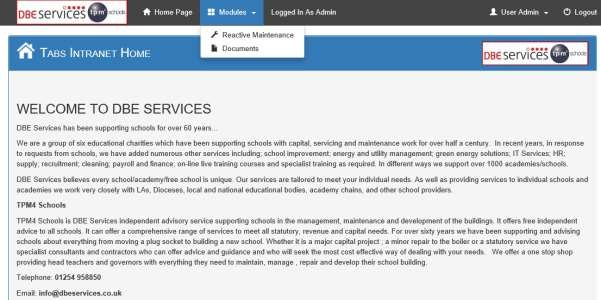 DBE services tpm schools Home Page Modules Logged In As Admin User Admin Logout
Reactive Maintenance
Documents
TABS INTRANET HOME DBE services tpm schools
WELCOME TO DBE SERVICES
DBE Services has been supporting schools for over 60 years...
We are a group of six educational charities which have been supporting schools with capital, servicing and maintenance work for over half a century. In recent years, in response
to requests from schools, we have added numerous other services including; school improvement; energy and utility management; green energy solutions; IT Services; HR;
supply; recruitment; cleaning; payroll and finance; on-line live training courses and specialist training as required. In different ways we support over 1000 academies/schools.
DBE Services believes every school/academy/free school is unique. Our services are tailored to meet your individual needs. As well as providing services to individual schools and
academies we work very closely with LAs, Dioceses, local and national educational bodies, academy chains, and other school providers.
TPM4 Schools
TPM4 Schools is DBE Services independent advisory service supporting schools in the management, maintenance and development of the buildings. It offers free independent
advice to all schools. It can offer a comprehensive range of services to meet all statutory, revenue and capital needs. For over sixty years we have been supporting and advising
schools about everything from moving a plug socket to building a new school. Whether it is a major capital project , a minor repair to the boiler or a statutory service we have
specialist consultants and contractors who can offer advice and guidance and who will seek the most cost effective way of dealing with your needs. We offer a one stop shop
providing head teachers and governors with everything they need to maintain, manage , repair and develop their school building.
Telephone: 01254 958850
Email: info@dbeservices.co.uk